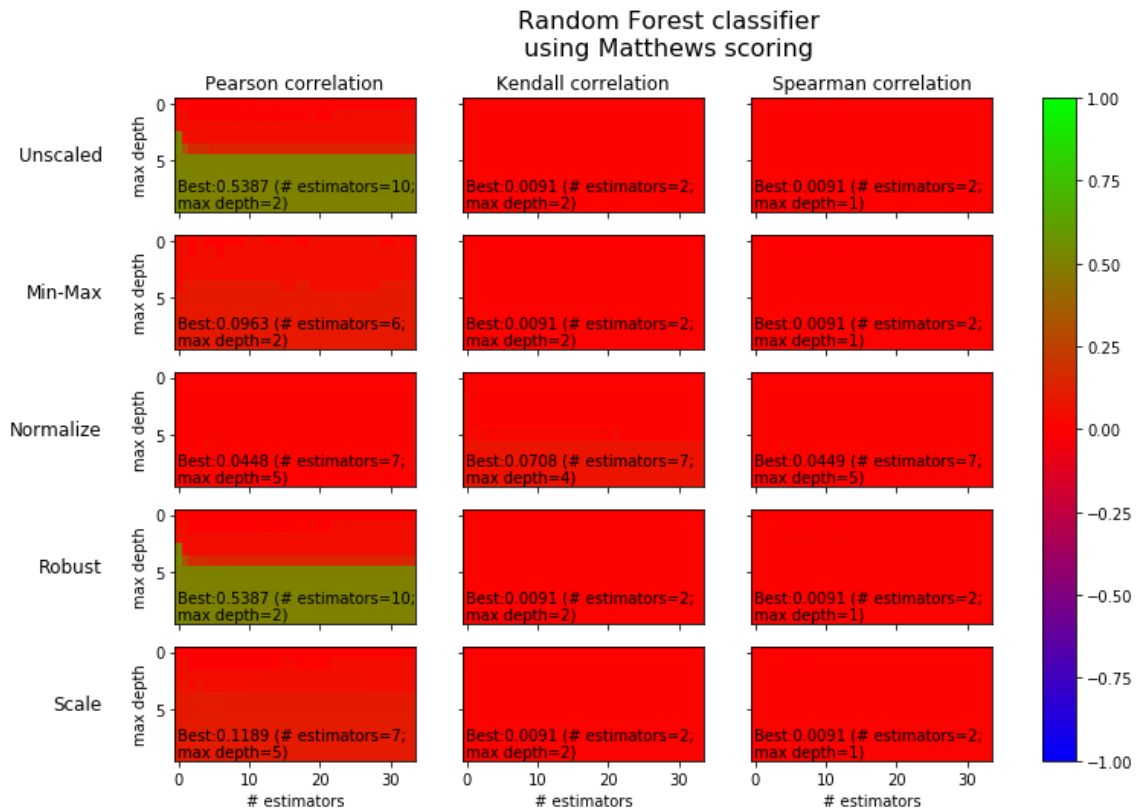 Random Forest classifier
using Matthews scoring
Pearson correlation
Kendall correlation
Spearman correlation
Unscaled
max depth
0
5
Best:0.5387 (# estimators=10;
max depth=2)
Best:0.0091 (# estimators=2;
max depth=2)
Best:0.0091 (# estimators=2;
max depth=1)
Min-Max
max depth
0
5
Best:0.0963 (# estimators=6;
max depth=2)
Best:0.0091 (# estimators=2;
max depth=2)
Best:0.0091 (# estimators=2;
max depth=1)
Normalize
max depth
0
5
Best:0.0448 (# estimators=7;
max depth=5)
Best:0.0708 (# estimators=7;
max depth=4)
Best:0.0449 (# estimators=7;
max depth=5)
Robust
max depth
0
5
Best:0.5387 (# estimators=10;
max depth=2)
Best:0.0091 (# estimators=2;
max depth=2)
Best:0.0091 (# estimators=2;
max depth=1)
Scale
max depth
0
5
Best:0.1189 (# estimators=7;
max depth=5)
Best:0.0091 (# estimators=2;
max depth=2)
Best:0.0091 (# estimators=2;
max depth=1)
0 10 20 30
0 10 20 30
0 10 20 30
# estimators
# estimators
# estimators
1.00
0.75
0.50
0.25
0.00
−0.25
−0.50
−0.75
−1.00